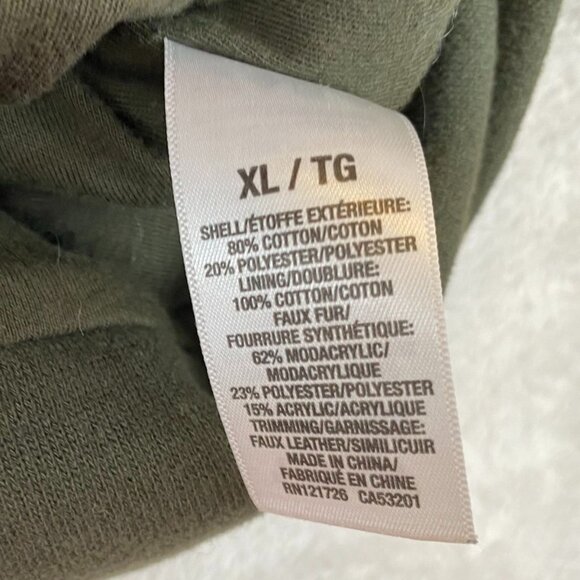 XL / TG
SHELL/ÉTOFFE EXTÉRIEURE:
80% COTTON/COTON
20% POLYESTER/POLYESTER
LINING/DOUBLURE:
100% COTTON/COTON
FAUX FUR/
FOURRURE SYNTHÉTIQUE:
62% MODACRYLIC/
MODACRYLIQUE
23% POLYESTER/POLYESTER
15% ACRYLIC/ACRYLIQUE
TRIMMING/GARNISSAGE:
FAUX LEATHER/SIMILICUIR
MADE IN CHINA/
FABRIQUÉ EN CHINE
RN121726 CA53201